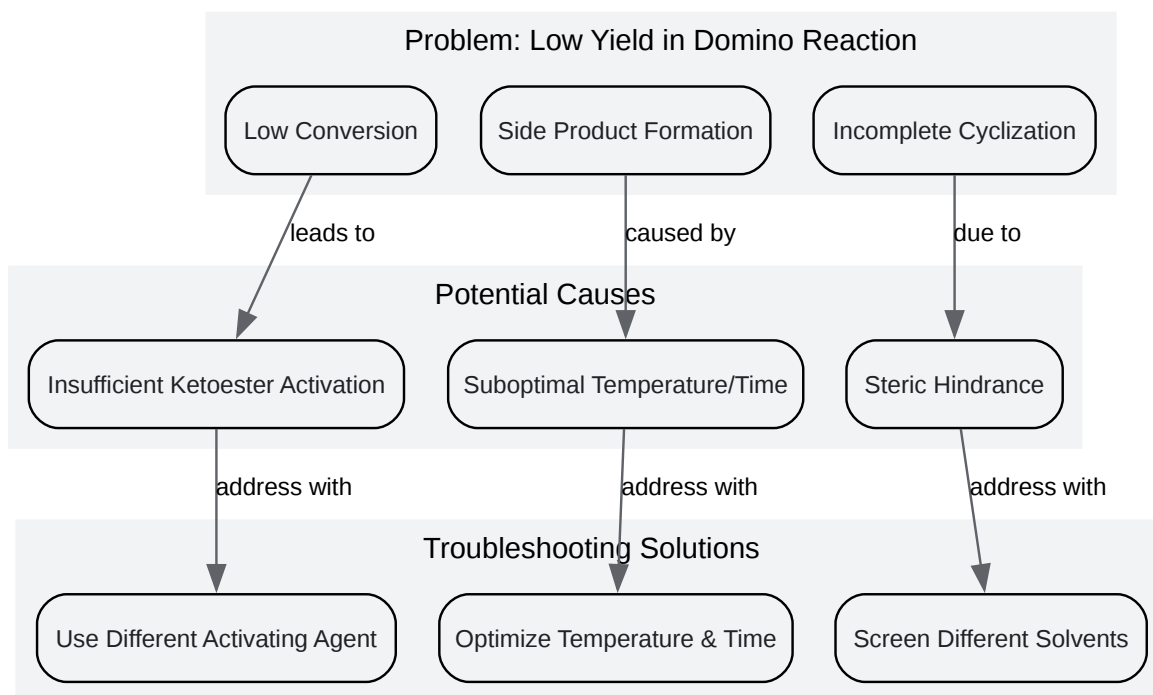 Problem: Low Yield in Domino Reaction
Low Conversion
Side Product Formation
Incomplete Cyclization
leads to
caused by
due to
Potential Causes
Insufficient Ketoester Activation
Suboptimal Temperature/Time
Steric Hindrance
address with
address with
address with
Troubleshooting Solutions
Use Different Activating Agent
Optimize Temperature & Time
Screen Different Solvents